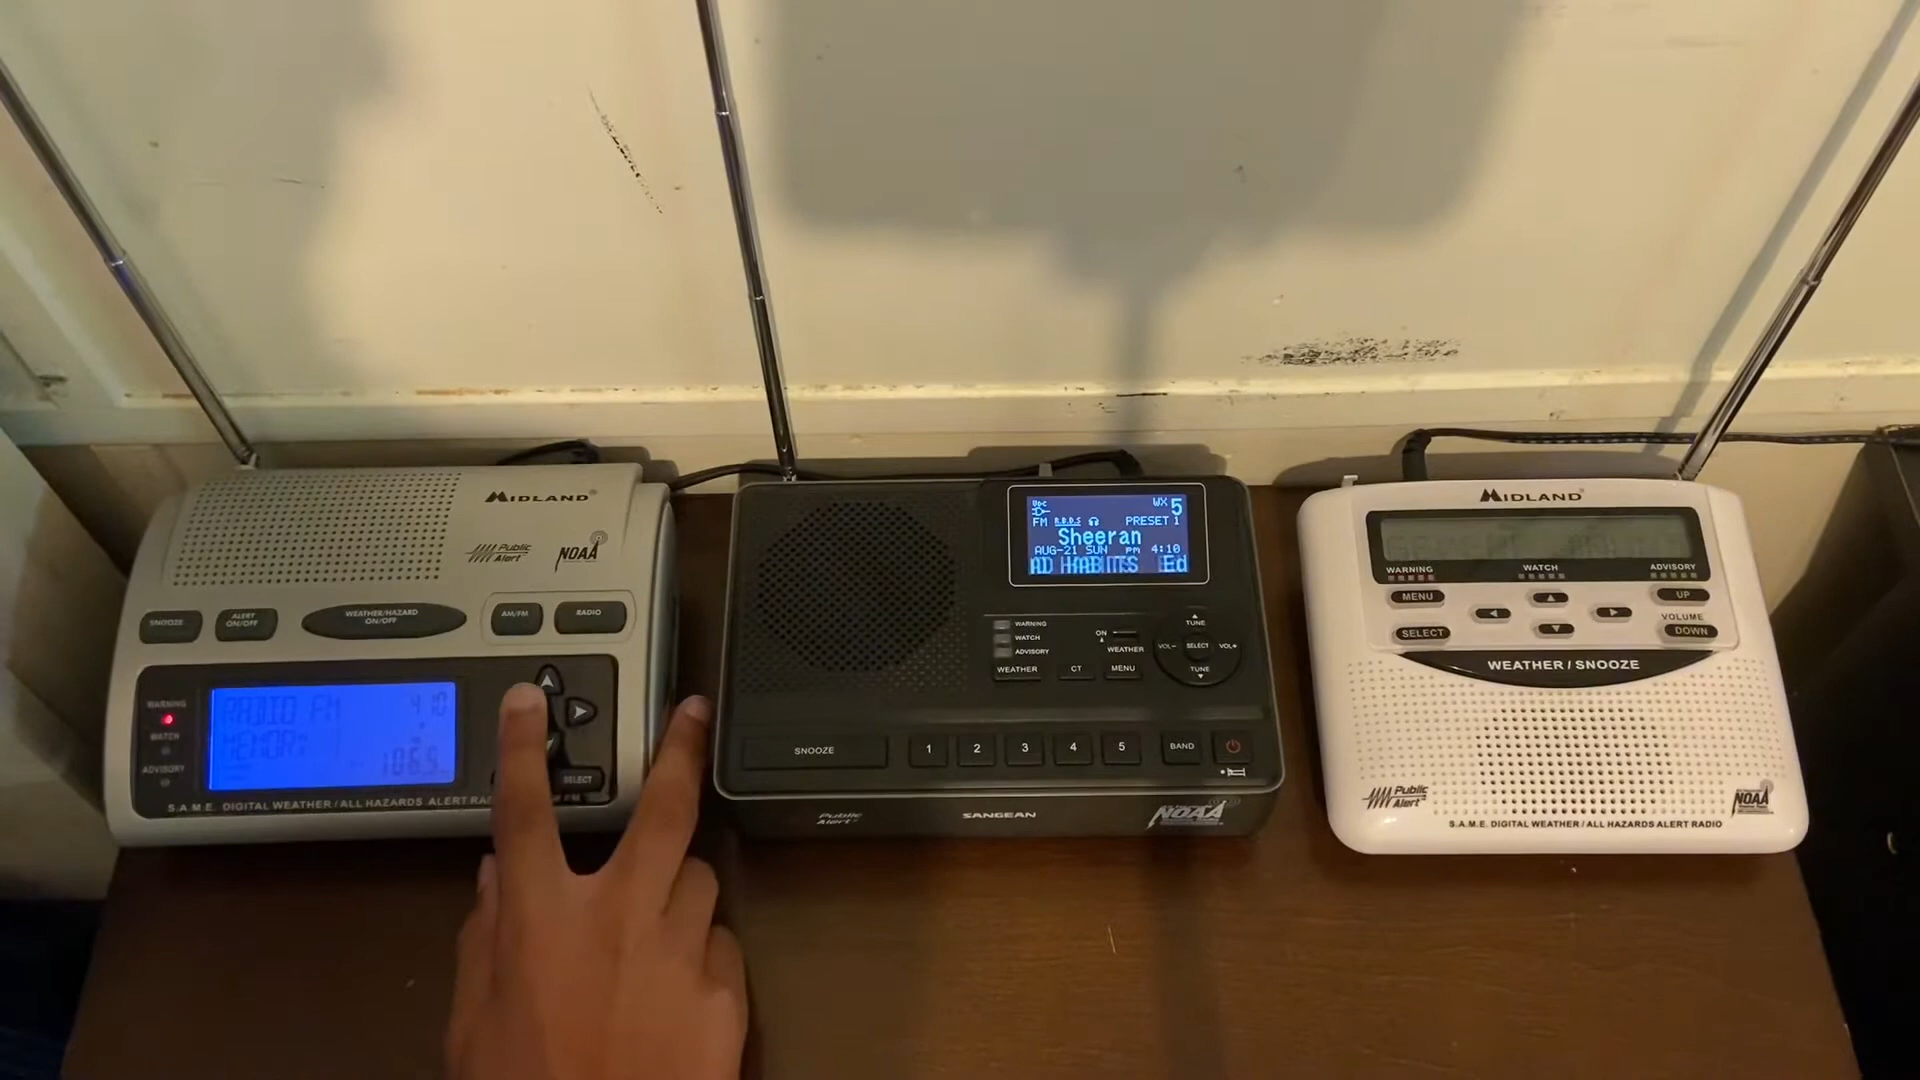 MIDLAND
Public Alert
NOAA
SNOOZE
ALERT ON/OFF
WEATHER/HAZARD ON/OFF
AM/FM
RADIO
WARNING
WATCH
ADVISORY
RADIO FM
4:10
MEMORY
106.5
SELECT
S.A.M.E. DIGITAL WEATHER / ALL HAZARDS ALERT
WX 5
FM R.B.D.S PRESET 1
Sheeran
AUG-21 SUN PM 4:10
HABITS Ed
WARNING
WATCH
ADVISORY
ON
WEATHER
WEATHER
CT
MENU
TUNE
VOL-
SELECT
VOL+
TUNE
SNOOZE
1
2
3
4
5
BAND
Public Alert
SANGEAN
NOAA
MIDLAND
WARNING
WATCH
ADVISORY
MENU
UP
VOLUME
SELECT
DOWN
WEATHER / SNOOZE
Public Alert
NOAA
S.A.M.E. DIGITAL WEATHER / ALL HAZARDS ALERT RADIO